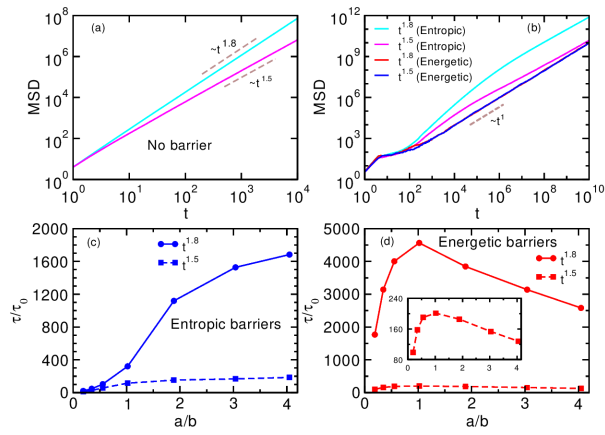 (a)
~t^1.8
~t^1.5
No barrier
MSD
10^8
10^6
10^4
10^2
10^0
10^0 10^1 10^2 10^3 10^4
t
(b)
t^1.8 (Entropic)
t^1.5 (Entropic)
t^1.8 (Energetic)
t^1.5 (Energetic)
~t^1
MSD
10^12
10^9
10^6
10^3
10^0
10^0 10^2 10^4 10^6 10^8 10^10
t
(c)
t^1.8
t^1.5
Entropic barriers
τ/τ_0
2000
1600
1200
800
400
0
0 1 2 3 4
a/b
(d) Energetic barriers
t^1.8
t^1.5
τ/τ_0
5000
4000
3000
2000
1000
0
0 1 2 3 4
a/b
240
160
80
0 1 2 3 4